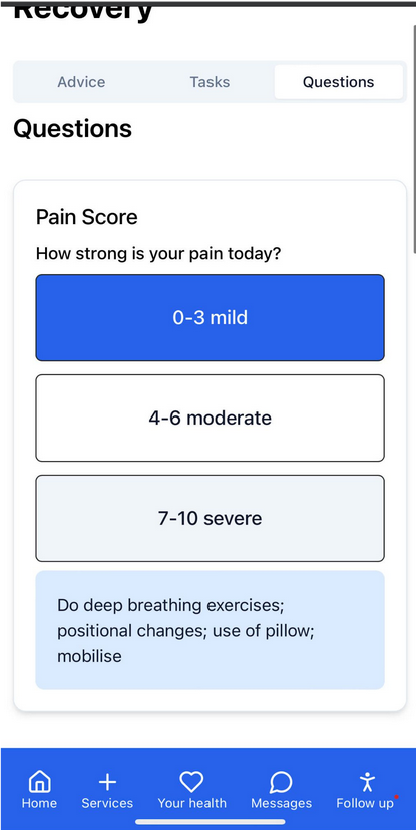 Recovery
Advice
Tasks
Questions
Questions
Pain Score
How strong is your pain today?
0-3 mild
4-6 moderate
7-10 severe
Do deep breathing exercises;
positional changes; use of pillow;
mobilise
Home
Services
Your health
Messages
Follow up